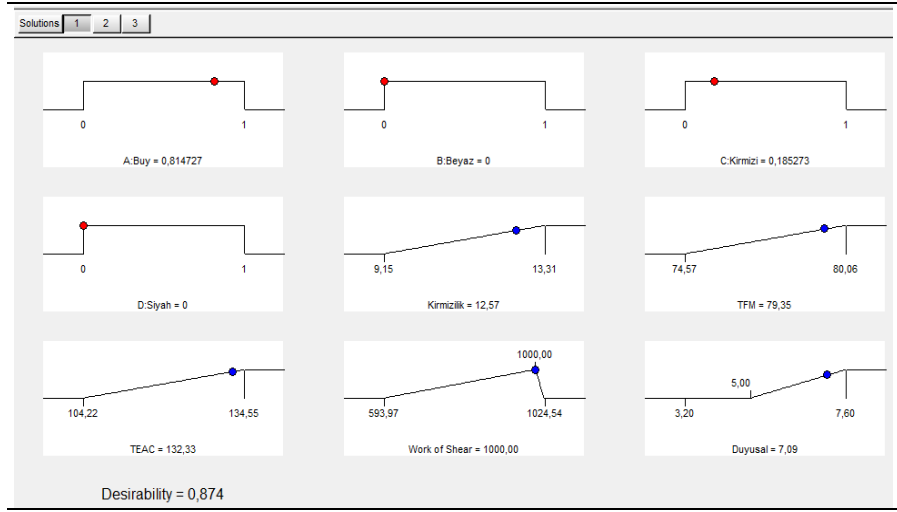 Solutions 1 2 3
0 1
A:Buy = 0,814727
0 1
B:Beyaz = 0
0 1
C:Kirmizi = 0,185273
0 1
D:Siyah = 0
9,15 13,31
Kirmizilik = 12,57
74,57 80,06
TFM = 79,35
104,22 134,55
TEAC = 132,33
1000,00
593,97 1024,54
Work of Shear = 1000,00
5,00
3,20 7,60
Duyusal = 7,09
Desirability = 0,874